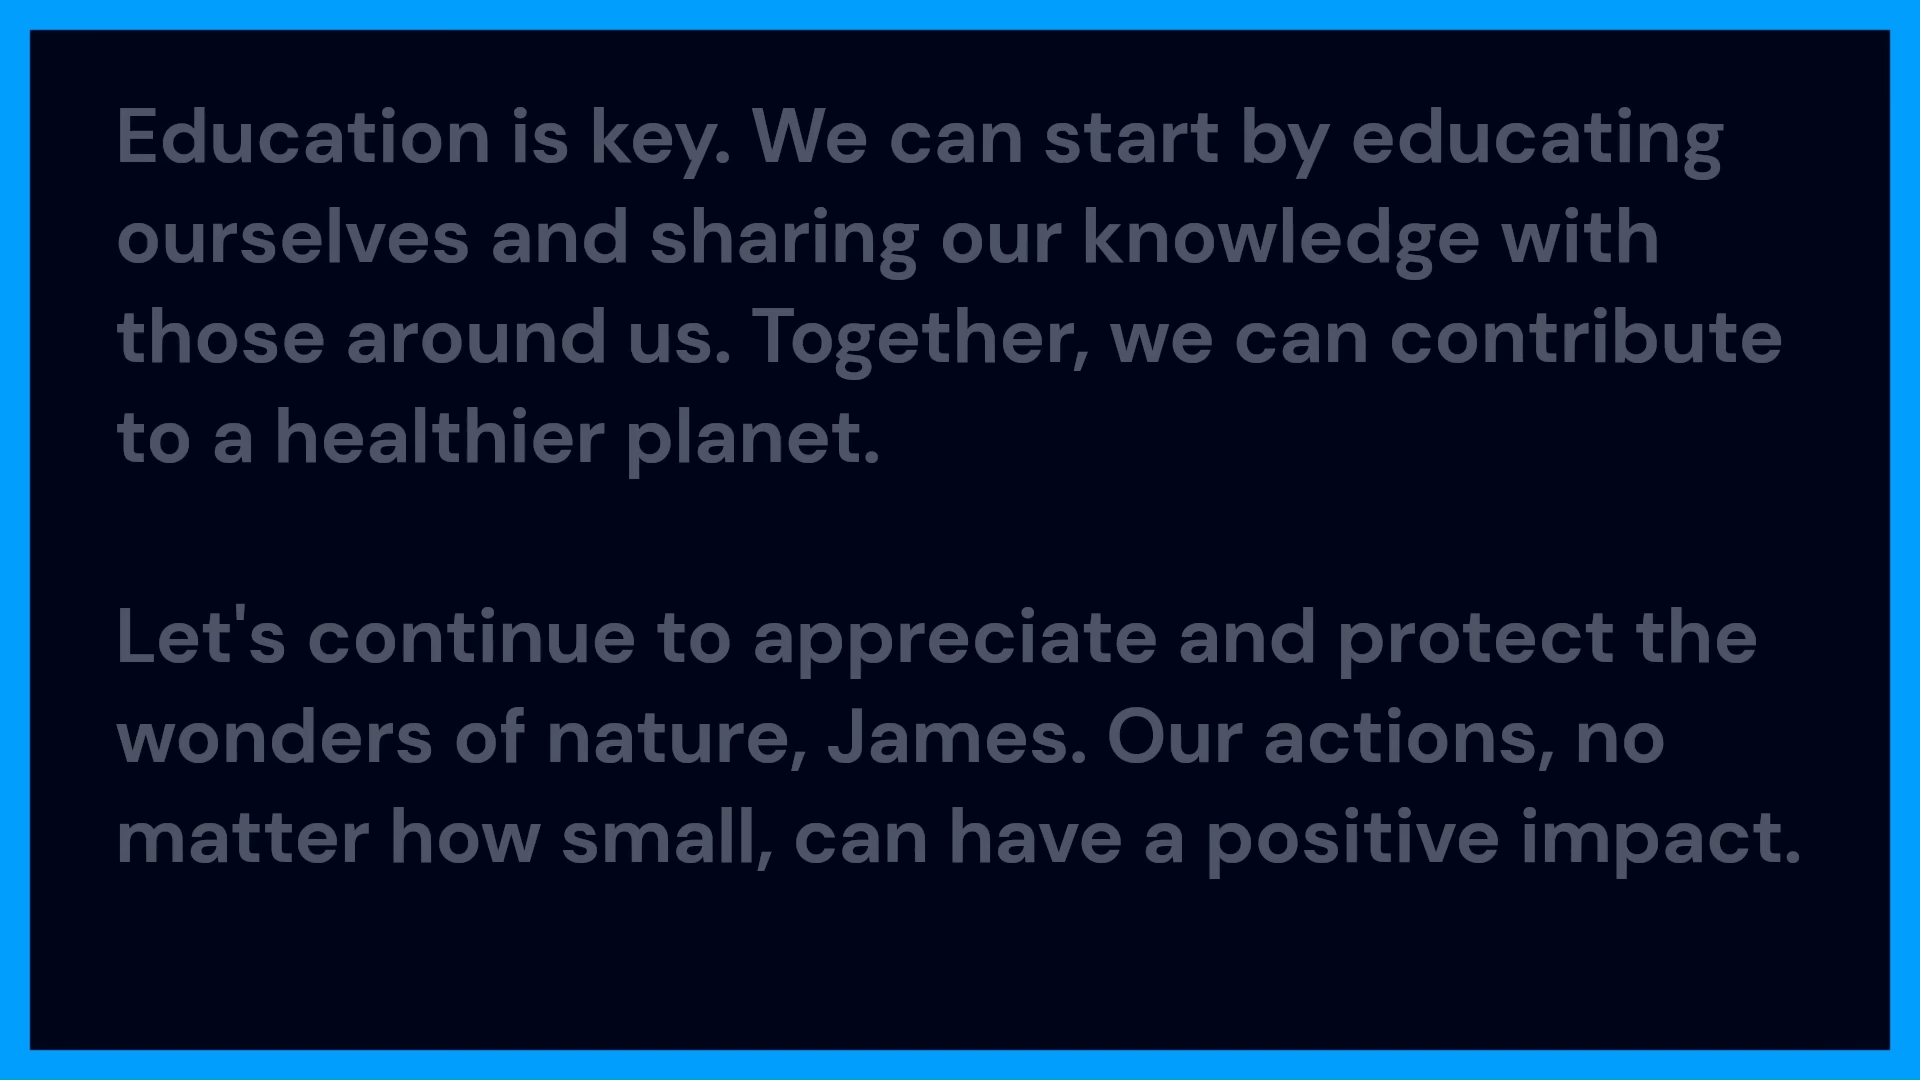 Education is key. We can start by educating
ourselves and sharing our knowledge with
those around us. Together, we can contribute
to a healthier planet.
Let's continue to appreciate and protect the
wonders of nature, James. Our actions, no
matter how small, can have a positive impact.